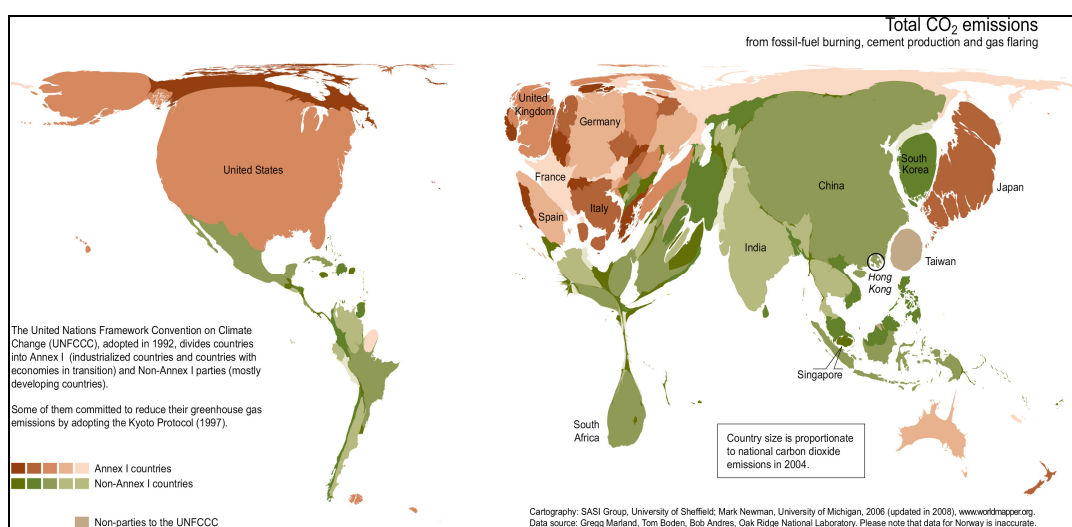 Total CO2 emissions
from fossil-fuel burning, cement production and gas flaring
United
Kingdom
Germany
United States
France
Spain
Italy
China
South
Korea
Japan
India
Taiwan
Hong
Kong
Singapore
South
Africa
The United Nations Framework Convention on Climate
Change (UNFCCC), adopted in 1992, divides countries
into Annex I (industrialized countries and countries with
economies in transition) and Non-Annex I parties (mostly
developing countries).
Some of them committed to reduce their greenhouse gas
emissions by adopting the Kyoto Protocol (1997).
Annex I countries
Non-Annex I countries
Non-parties to the UNFCCC
Country size is proportionate
to national carbon dioxide
emissions in 2004.
Cartography: SASI Group, University of Sheffield; Mark Newman, University of Michigan, 2006 (updated in 2008), www.worldmapper.org.
Data source: Gregg Marland, Tom Boden, Bob Andres, Oak Ridge National Laboratory. Please note that data for Norway is inaccurate.